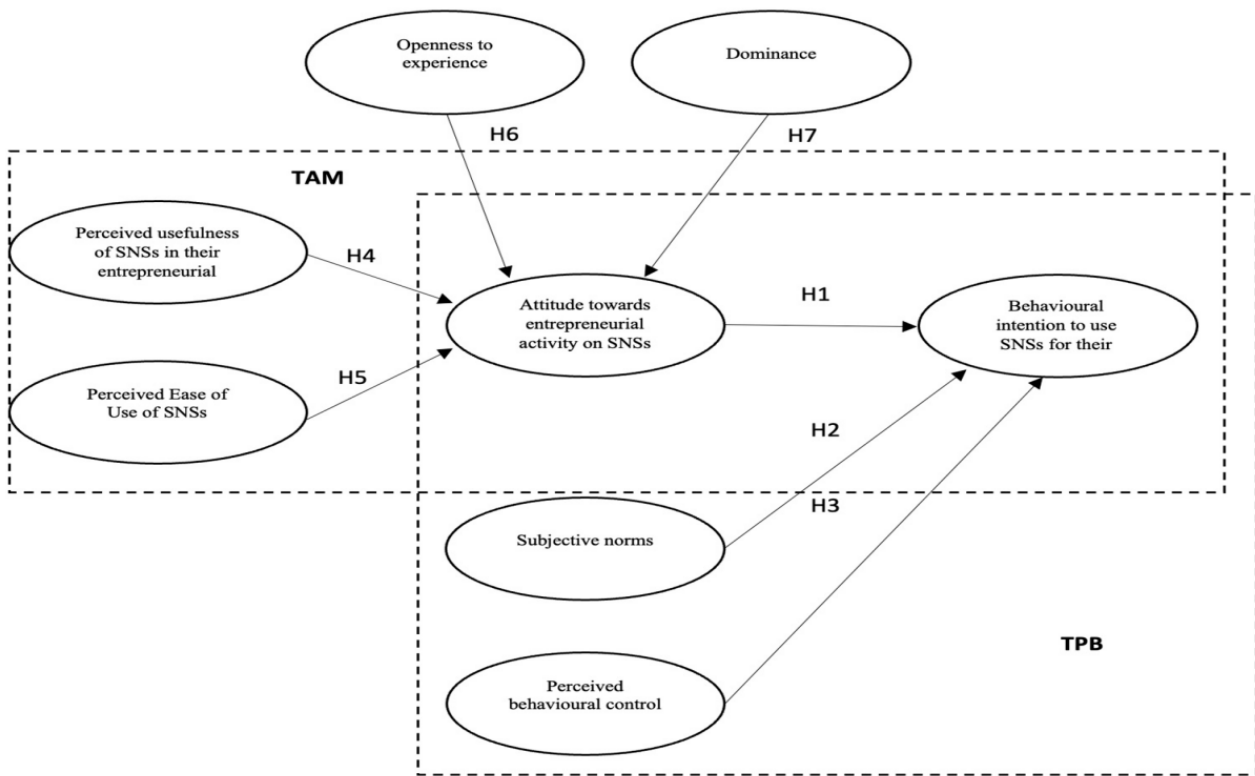 Openness to
experience
Dominance
H6
H7
TAM
Perceived usefulness
of SNSs in their
entrepreneurial
H4
Attitude towards
entrepreneurial
activity on SNSs
H1
Behavioural
intention to use
SNSs for their
Perceived Ease of
Use of SNSs
H5
H2
H3
Subjective norms
TPB
Perceived
behavioural control